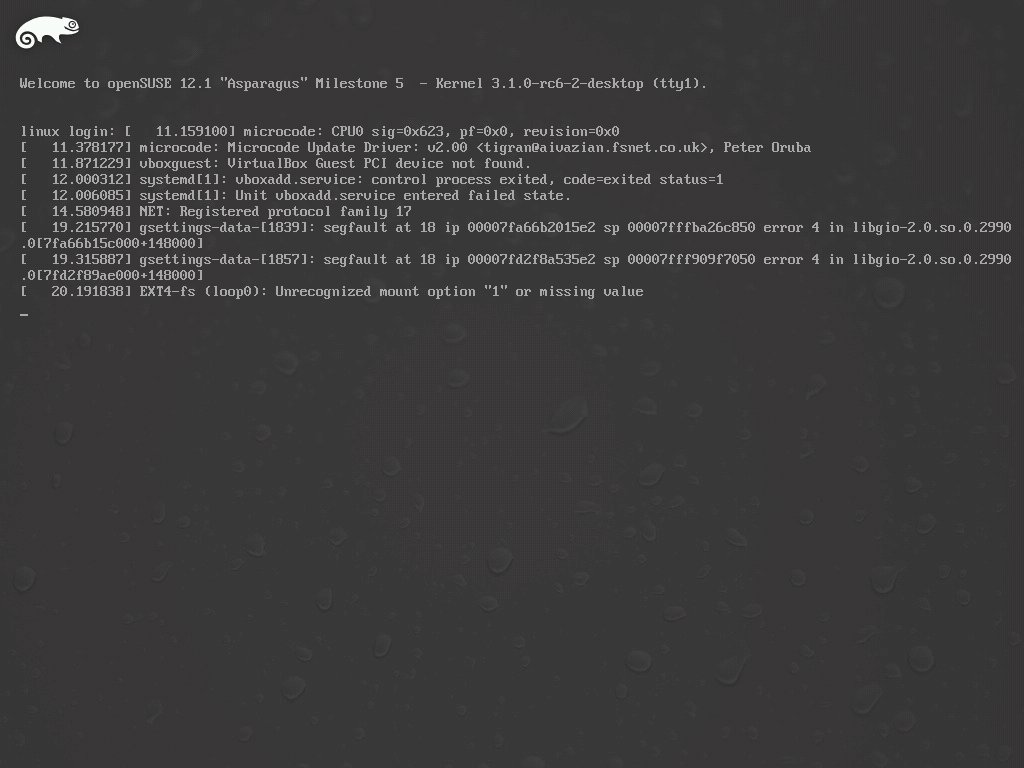 Welcome to openSUSE 12.1 "Asparagus" Milestone 5  - Kernel 3.1.0-rc6-2-desktop (tty1).
linux login: [   11.159100] microcode: CPU0 sig=0x623, pf=0x0, revision=0x0
[   11.378177] microcode: Microcode Update Driver: v2.00 <tigran@aivazian.fsnet.co.uk>, Peter Oruba
[   11.871229] vboxguest: VirtualBox Guest PCI device not found.
[   12.000312] systemd[1]: vboxadd.service: control process exited, code=exited status=1
[   12.006085] systemd[1]: Unit vboxadd.service entered failed state.
[   14.580948] NET: Registered protocol family 17
[   19.215770] gsettings-data-[1839]: segfault at 18 ip 00007fa66b2015e2 sp 00007fffba26c850 error 4 in libgio-2.0.so.0.2990
.0[7fa66b15c000+148000]
[   19.315887] gsettings-data-[1857]: segfault at 18 ip 00007fd2f8a535e2 sp 00007fff909f7050 error 4 in libgio-2.0.so.0.2990
.0[7fd2f89ae000+148000]
[   20.191838] EXT4-fs (loop0): Unrecognized mount option "1" or missing value
_